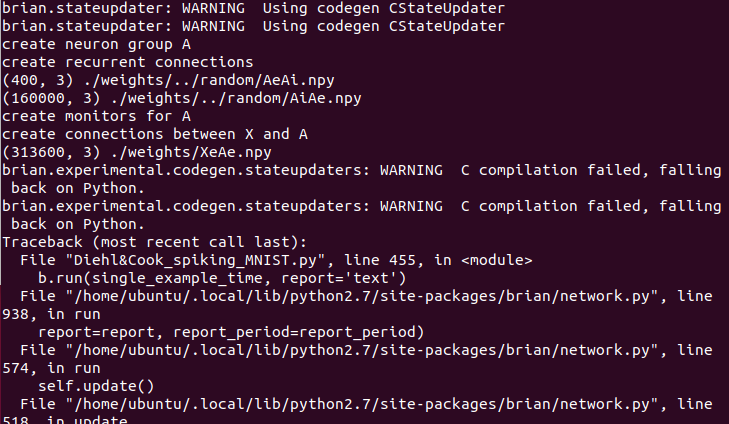 brian.stateupdater: WARNING  Using codegen CStateUpdater
brian.stateupdater: WARNING  Using codegen CStateUpdater
create neuron group A
create recurrent connections
(400, 3) ./weights/../random/AeAi.npy
(160000, 3) ./weights/../random/AiAe.npy
create monitors for A
create connections between X and A
(313600, 3) ./weights/XeAe.npy
brian.experimental.codegen.stateupdaters: WARNING  C compilation failed, falling
 back on Python.
brian.experimental.codegen.stateupdaters: WARNING  C compilation failed, falling
 back on Python.
Traceback (most recent call last):
  File "Diehl&Cook_spiking_MNIST.py", line 455, in <module>
    b.run(single_example_time, report='text')
  File "/home/ubuntu/.local/lib/python2.7/site-packages/brian/network.py", line
938, in run
    report=report, report_period=report_period)
  File "/home/ubuntu/.local/lib/python2.7/site-packages/brian/network.py", line
574, in run
    self.update()
  File "/home/ubuntu/.local/lib/python2.7/site-packages/brian/network.py", line
518, in update